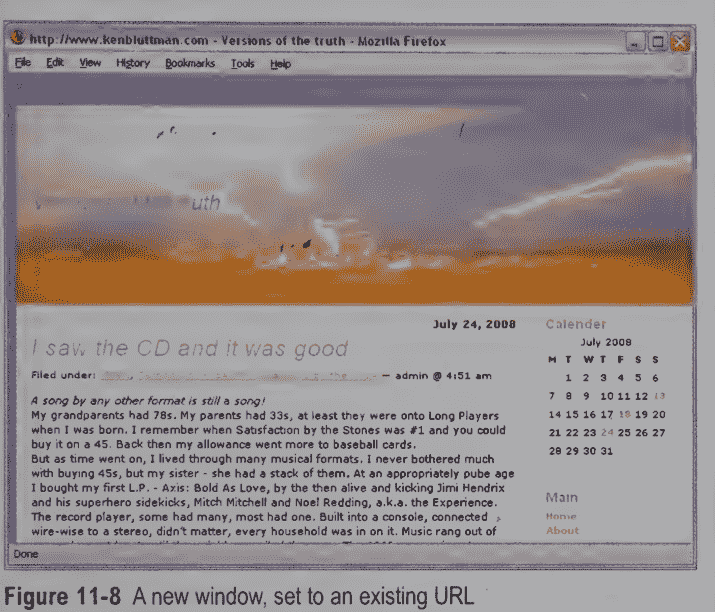 http://www.kenbluttman.com - Versions of the truth - Mozilla Firefox
File Edit View History Bookmarks Tools Help
uth
July 24, 2008
I saw the CD and it was good
Filed under: — admin @ 4:51 am
A song by any other format is still a song!
My grandparents had 78s. My parents had 33s, at least they were onto Long Players
when I was born. I remember when Satisfaction by the Stones was #1 and you could
buy it on a 45. Back then my allowance went more to baseball cards.
But as time went on, I lived through many musical formats. I never bothered much
with buying 45s, but my sister - she had a stack of them. At an appropriately pube age
I bought my first L.P. - Axis: Bold As Love, by the then alive and kicking Jimi Hendrix
and his superhero sidekicks, Mitch Mitchell and Noel Redding, a.k.a. the Experience.
The record player, some had many, most had one. Built into a console, connected
wire-wise to a stereo, didn't matter, every household was in on it. Music rang out of
Calender
July 2008
M T W T F S S
1 2 3 4 5 6
7 8 9 10 11 12 13
14 15 16 17 18 19 20
21 22 23 24 25 26 27
28 29 30 31
Main
Home
About
Done
Figure 11-8 A new window, set to an existing URL